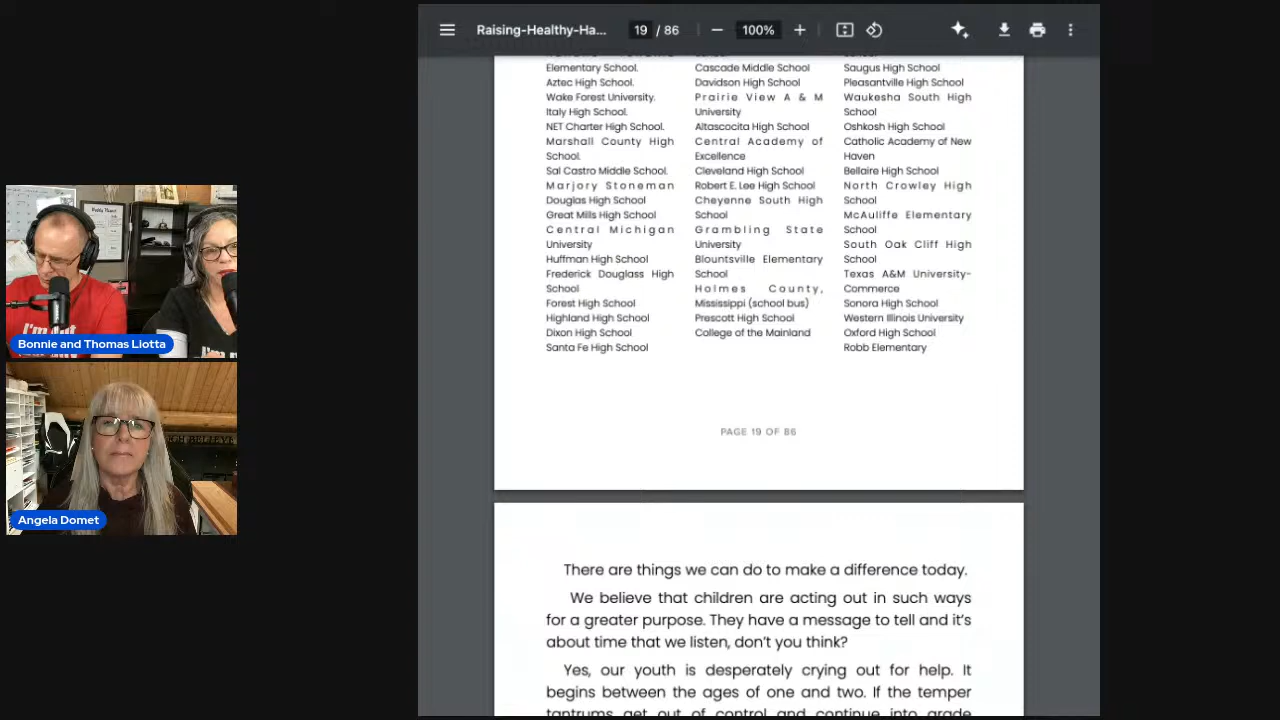 Raising-Healthy-Ha...
19 / 86
100%
Elementary School.
Aztec High School.
Wake Forest University.
Italy High School.
NET Charter High School.
Marshall County High
School.
Sal Castro Middle School.
Marjory Stoneman
Douglas High School
Great Mills High School
Central Michigan
University
Huffman High School
Frederick Douglass High
School
Forest High School
Highland High School
Dixon High School
Santa Fe High School
Cascade Middle School
Davidson High School
Prairie View A & M
University
Altascocita High School
Central Academy of
Excellence
Cleveland High School
Robert E. Lee High School
Cheyenne South High
School
Grambling State
University
Blountsville Elementary
School
Holmes County,
Mississippi (school bus)
Prescott High School
College of the Mainland
Saugus High School
Pleasantville High School
Waukesha South High
School
Oshkosh High School
Catholic Academy of New
Haven
Bellaire High School
North Crowley High
School
McAuliffe Elementary
School
South Oak Cliff High
School
Texas A&M University-
Commerce
Sonora High School
Western Illinois University
Oxford High School
Robb Elementary
PAGE 19 OF 86
There are things we can do to make a difference today.
We believe that children are acting out in such ways
for a greater purpose. They have a message to tell and it's
about time that we listen, don't you think?
Yes, our youth is desperately crying out for help. It
begins between the ages of one and two. If the temper
tantrums get out of control and continue into grade
Bonnie and Thomas LIotta
Angela Domet